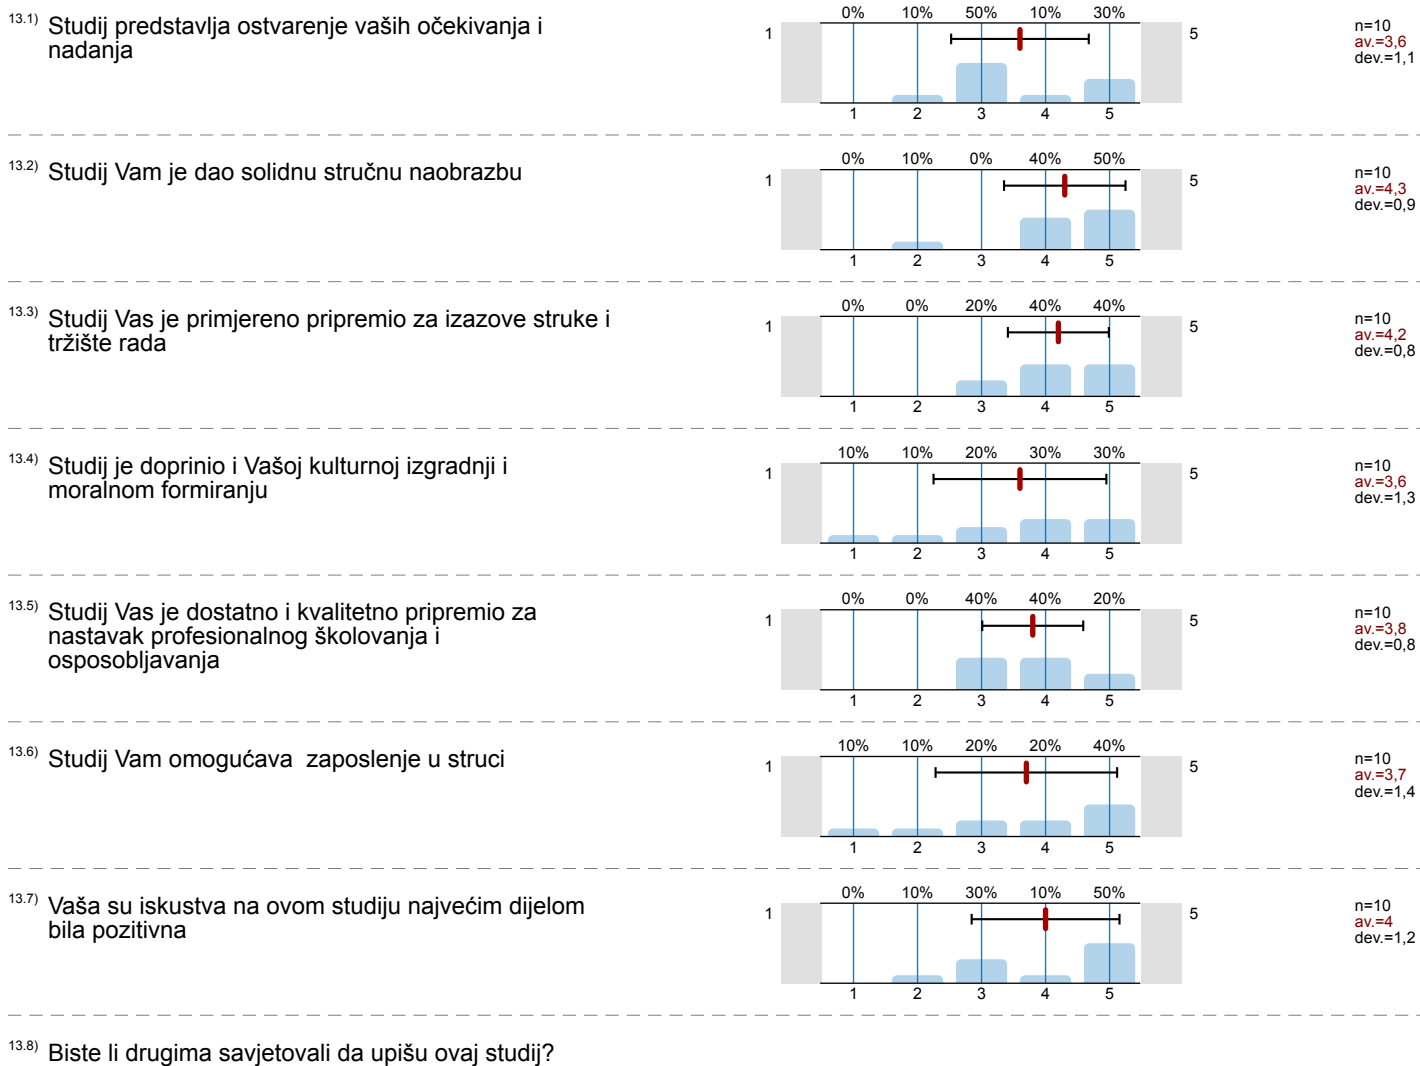 13.1) Studij predstavlja ostvarenje vaših očekivanja i
nadanja
0% 10% 50% 10% 30%
1 5
1 2 3 4 5
n=10
av.=3,6
dev.=1,1
13.2) Studij Vam je dao solidnu stručnu naobrazbu
0% 10% 0% 40% 50%
1 5
1 2 3 4 5
n=10
av.=4,3
dev.=0,9
13.3) Studij Vas je primjereno pripremio za izazove struke i
tržište rada
0% 0% 20% 40% 40%
1 5
1 2 3 4 5
n=10
av.=4,2
dev.=0,8
13.4) Studij je doprinio i Vašoj kulturnoj izgradnji i
moralnom formiranju
10% 10% 20% 30% 30%
1 5
1 2 3 4 5
n=10
av.=3,6
dev.=1,3
13.5) Studij Vas je dostatno i kvalitetno pripremio za
nastavak profesionalnog školovanja i
osposobljavanja
0% 0% 40% 40% 20%
1 5
1 2 3 4 5
n=10
av.=3,8
dev.=0,8
13.6) Studij Vam omogućava  zaposlenje u struci
10% 10% 20% 20% 40%
1 5
1 2 3 4 5
n=10
av.=3,7
dev.=1,4
13.7) Vaša su iskustva na ovom studiju najvećim dijelom
bila pozitivna
0% 10% 30% 10% 50%
1 5
1 2 3 4 5
n=10
av.=4
dev.=1,2
13.8) Biste li drugima savjetovali da upišu ovaj studij?